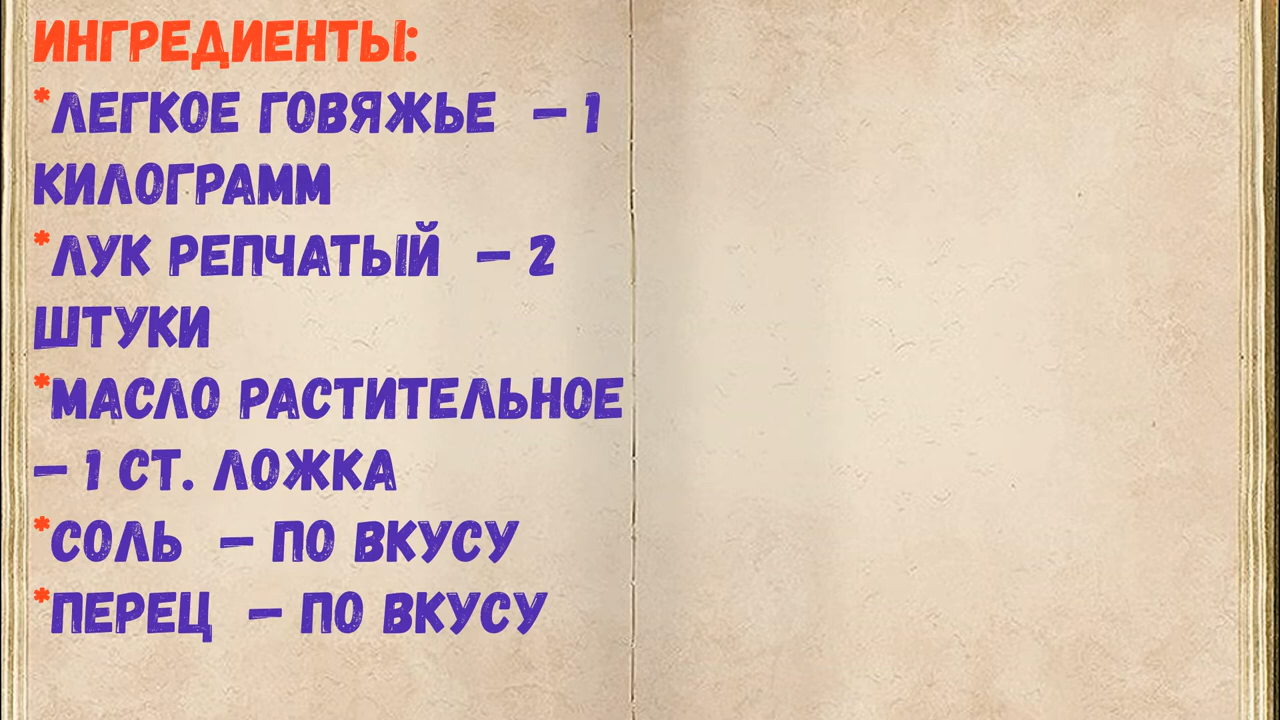 ИНГРЕДИЕНТЫ:
*ЛЕГКОЕ ГОВЯЖЬЕ – 1
КИЛОГРАММ
*ЛУК РЕПЧАТЫЙ – 2
ШТУКИ
*МАСЛО РАСТИТЕЛЬНОЕ
– 1 СТ. ЛОЖКА
*СОЛЬ – ПО ВКУСУ
*ПЕРЕЦ – ПО ВКУСУ